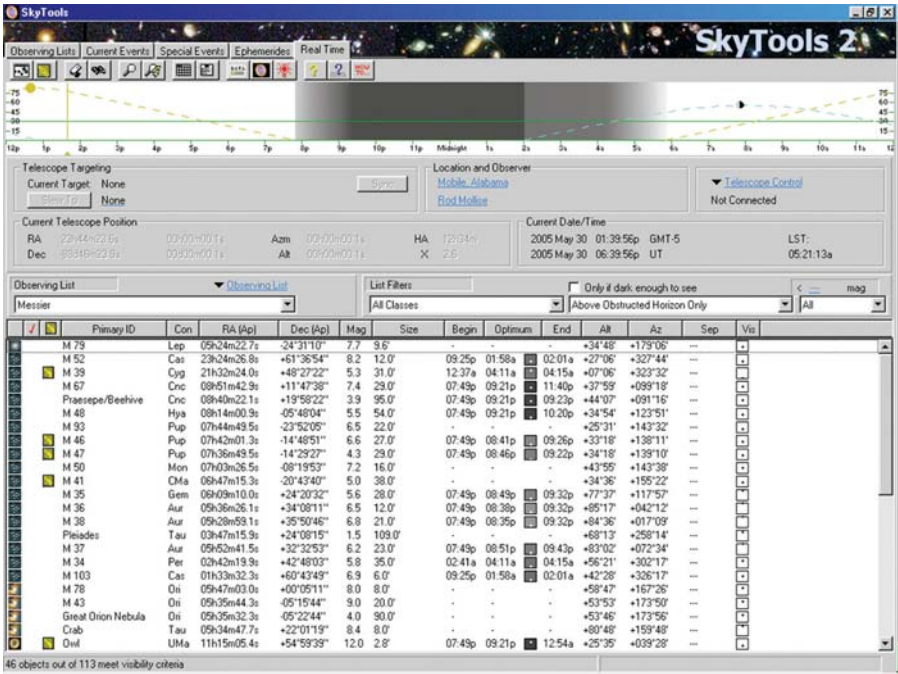 SkyTools
SkyTools 2
Observing Lists Current Events Special Events Ephemerides Real Time
75 60 45 30 15
75 60 45 30 15
12p 1p 2p 3p 4p 5p 6p 7p 8p 9p 10p 11p Midnight 1a 2a 3a 4a 5a 6a 7a 8a 9a 10a 11a 12
Telescope Targeting
Current Target: None
Slew To None
Sync
Location and Observer
Mobile, Alabama
Rod Mollise
Telescope Control
Not Connected
Current Telescope Position
RA Azm HA
Dec Alt
Current Date/Time
2005 May 30 01:39:56p GMT-5 LST:
2005 May 30 06:39:56p UT 05:21:13a
Observing List Observing List
Messier
List Filters Only if dark enough to see < --- mag
All Classes Above Obstructed Horizon Only All
Primary ID Con RA (Ap) Dec (Ap) Mag Size Begin Optimum End Alt Az Sep Vis
M 79 Lep 05h24m22.7s -24°31'10" 7.7 9.6' - - - +34°48' +179°06' ---
M 52 Cas 23h24m26.8s +61°36'54" 8.2 12.0' 09:25p 01:58a 02:01a +27°06' +327°44' ---
M 39 Cyg 21h32m24.0s +48°27'22" 5.3 31.0' 12:37a 04:11a 04:15a +07°06' +323°32' ---
M 67 Cnc 08h51m42.9s +11°47'38" 7.4 29.0' 07:49p 09:21p 11:40p +37°59' +099°18' ---
Praesepe/Beehive Cnc 08h40m22.1s +19°58'22" 3.9 95.0' 07:49p 09:21p 09:23p +44°07' +091°16' ---
M 48 Hya 08h14m00.9s -05°48'04" 5.5 54.0' 07:49p 09:21p 10:20p +34°54' +123°51' ---
M 93 Pup 07h44m49.5s -23°52'05" 6.5 22.0' - - - +25°31' +143°32' ---
M 46 Pup 07h42m01.3s -14°48'51" 6.6 27.0' 07:49p 08:41p 09:26p +33°18' +138°11' ---
M 47 Pup 07h36m49.5s -14°29'27" 4.3 29.0' 07:49p 08:46p 09:22p +34°18' +139°10' ---
M 50 Mon 07h03m26.5s -08°19'53" 7.2 16.0' - - - +43°55' +143°38' ---
M 41 CMa 06h47m15.3s -20°43'40" 5.0 38.0' - - - +34°36' +155°22' ---
M 35 Gem 06h09m10.0s +24°20'32" 5.6 28.0' 07:49p 08:49p 09:32p +77°37' +117°57' ---
M 36 Aur 05h36m26.1s +34°08'11" 6.5 12.0' 07:49p 08:38p 09:32p +85°17' +042°12' ---
M 38 Aur 05h28m59.1s +35°50'46" 6.8 21.0' 07:49p 08:35p 09:32p +84°36' +017°09' ---
Pleiades Tau 03h47m15.9s +24°08'15" 1.5 109.0' - - - +68°13' +258°14' ---
M 37 Aur 05h52m41.5s +32°32'53" 6.2 23.0' 07:49p 08:51p 09:43p +83°02' +072°34' ---
M 34 Per 02h42m19.9s +42°48'03" 5.8 35.0' 02:41a 04:11a 04:15a +56°21' +302°17' ---
M 103 Cas 01h33m32.3s +60°43'49" 6.9 6.0' 09:25p 01:58a 02:01a +42°28' +326°17' ---
M 78 Ori 05h47m03.0s +00°05'11" 8.0 8.0' - - - +58°47' +167°26' ---
M 43 Ori 05h35m44.3s -05°15'44" 9.0 20.0' - - - +53°53' +173°50' ---
Great Orion Nebula Ori 05h35m32.3s -05°22'44" 4.0 90.0' - - - +53°46' +173°56' ---
Crab Tau 05h34m47.7s +22°01'19" 8.4 8.0' - - - +80°48' +159°48' ---
Owl UMa 11h15m05.4s +54°59'39" 12.0 2.8' 07:49p 09:21p 12:54a +25°35' +039°28' ---
46 objects out of 113 meet visibility criteria